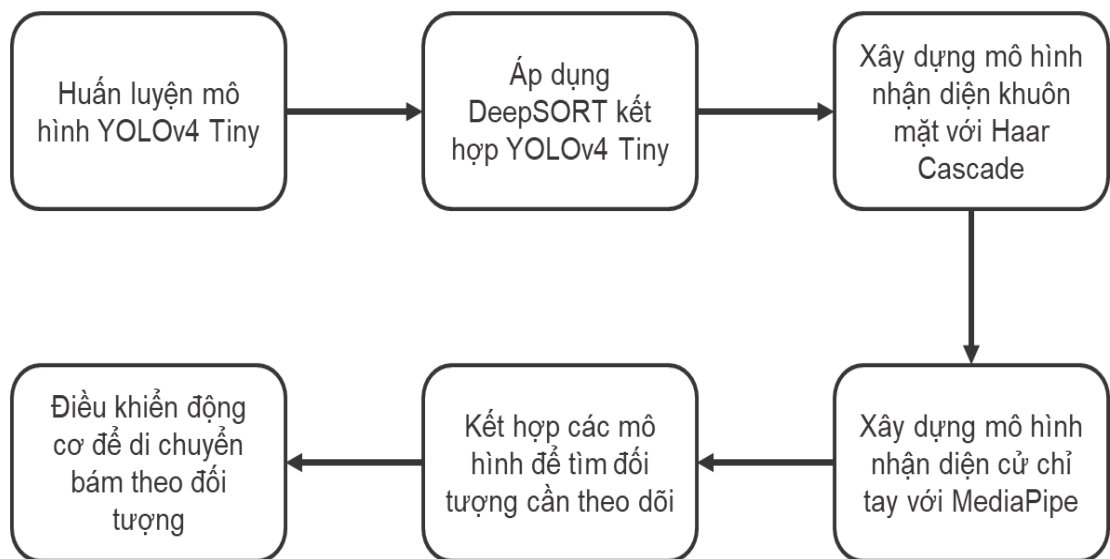 Huấn luyện mô
hình YOLOv4 Tiny
Áp dụng
DeepSORT kết
hợp YOLOv4 Tiny
Xây dựng mô hình
nhận diện khuôn
mặt với Haar
Cascade
Xây dựng mô hình
nhận diện cử chỉ
tay với MediaPipe
Kết hợp các mô
hình để tìm đối
tượng cần theo dõi
Điều khiển động
cơ để di chuyển
bám theo đối
tượng